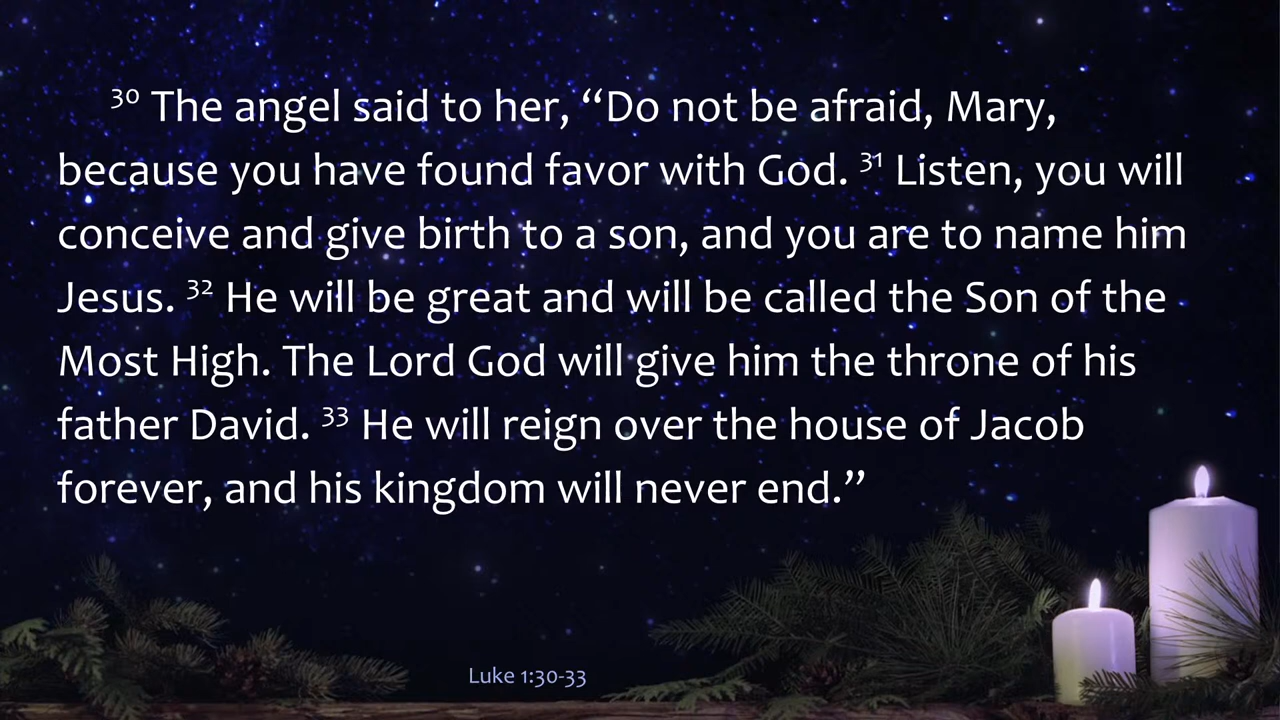 ³⁰ The angel said to her, “Do not be afraid, Mary,
because you have found favor with God. ³¹ Listen, you will
conceive and give birth to a son, and you are to name him
Jesus. ³² He will be great and will be called the Son of the
Most High. The Lord God will give him the throne of his
father David. ³³ He will reign over the house of Jacob
forever, and his kingdom will never end.”
Luke 1:30-33